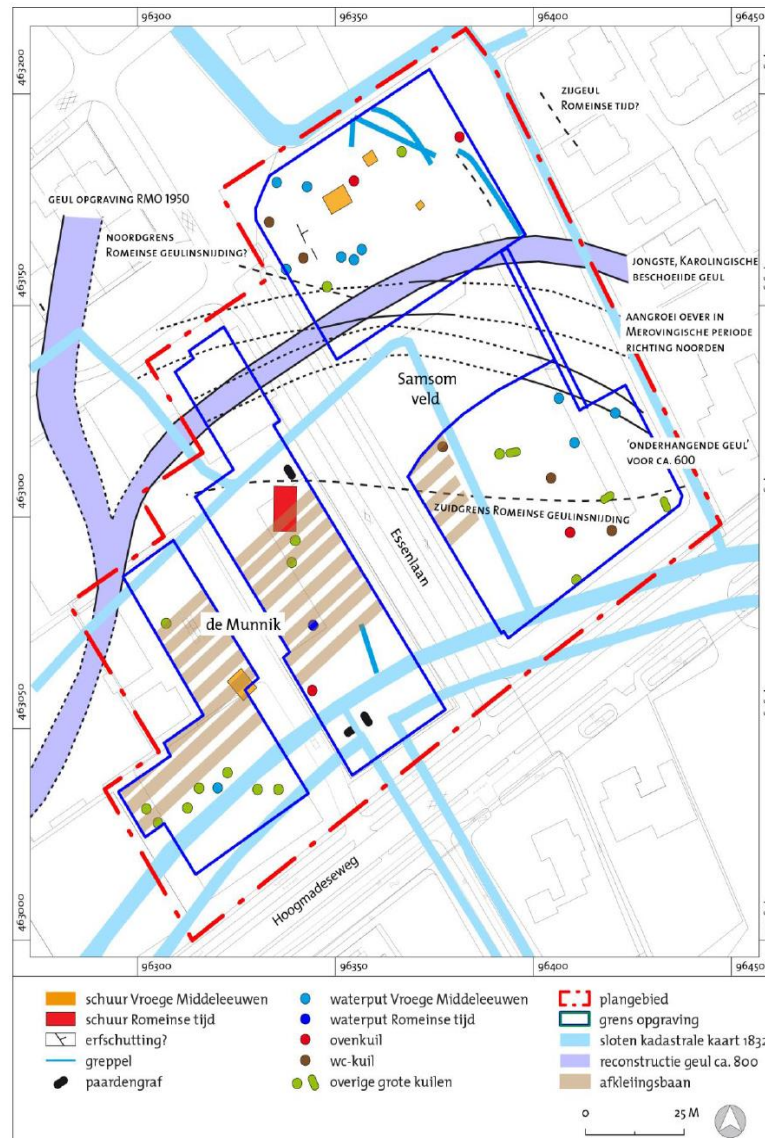 96300
96350
96400
96450
463200
463150
463100
463050
463000
ZIJGEUL
ROMEINSE TIJD?
GEUL OPGRAVING RMO 1950
NOORDGRENS
ROMEINSE GEULINSNIJDING?
JONGSTE, KAROLINGISCHE
BESCHOEIIDE GEUL
AANGROEI OEVER IN
MEROVINGISCHE PERIODE
RICHTING NOORDEN
Samsom
veld
'ONDERHANGENDE GEUL'
VOOR CA. 600
ZUIDGRENS ROMEINSE GEULINSNIJDING
Essenlaan
de Munnik
Hoogmadeseweg
96300
96350
96400
96450
schuur Vroege Middeleeuwen
schuur Romeinse tijd
erfschutting?
greppel
paardengraf
waterput Vroege Middeleeuwen
waterput Romeinse tijd
ovenkuil
wc-kuil
overige grote kuilen
plangebied
grens opgraving
sloten kadastrale kaart 1832
reconstructie geul ca. 800
afkleiingsbaan
0 25 M